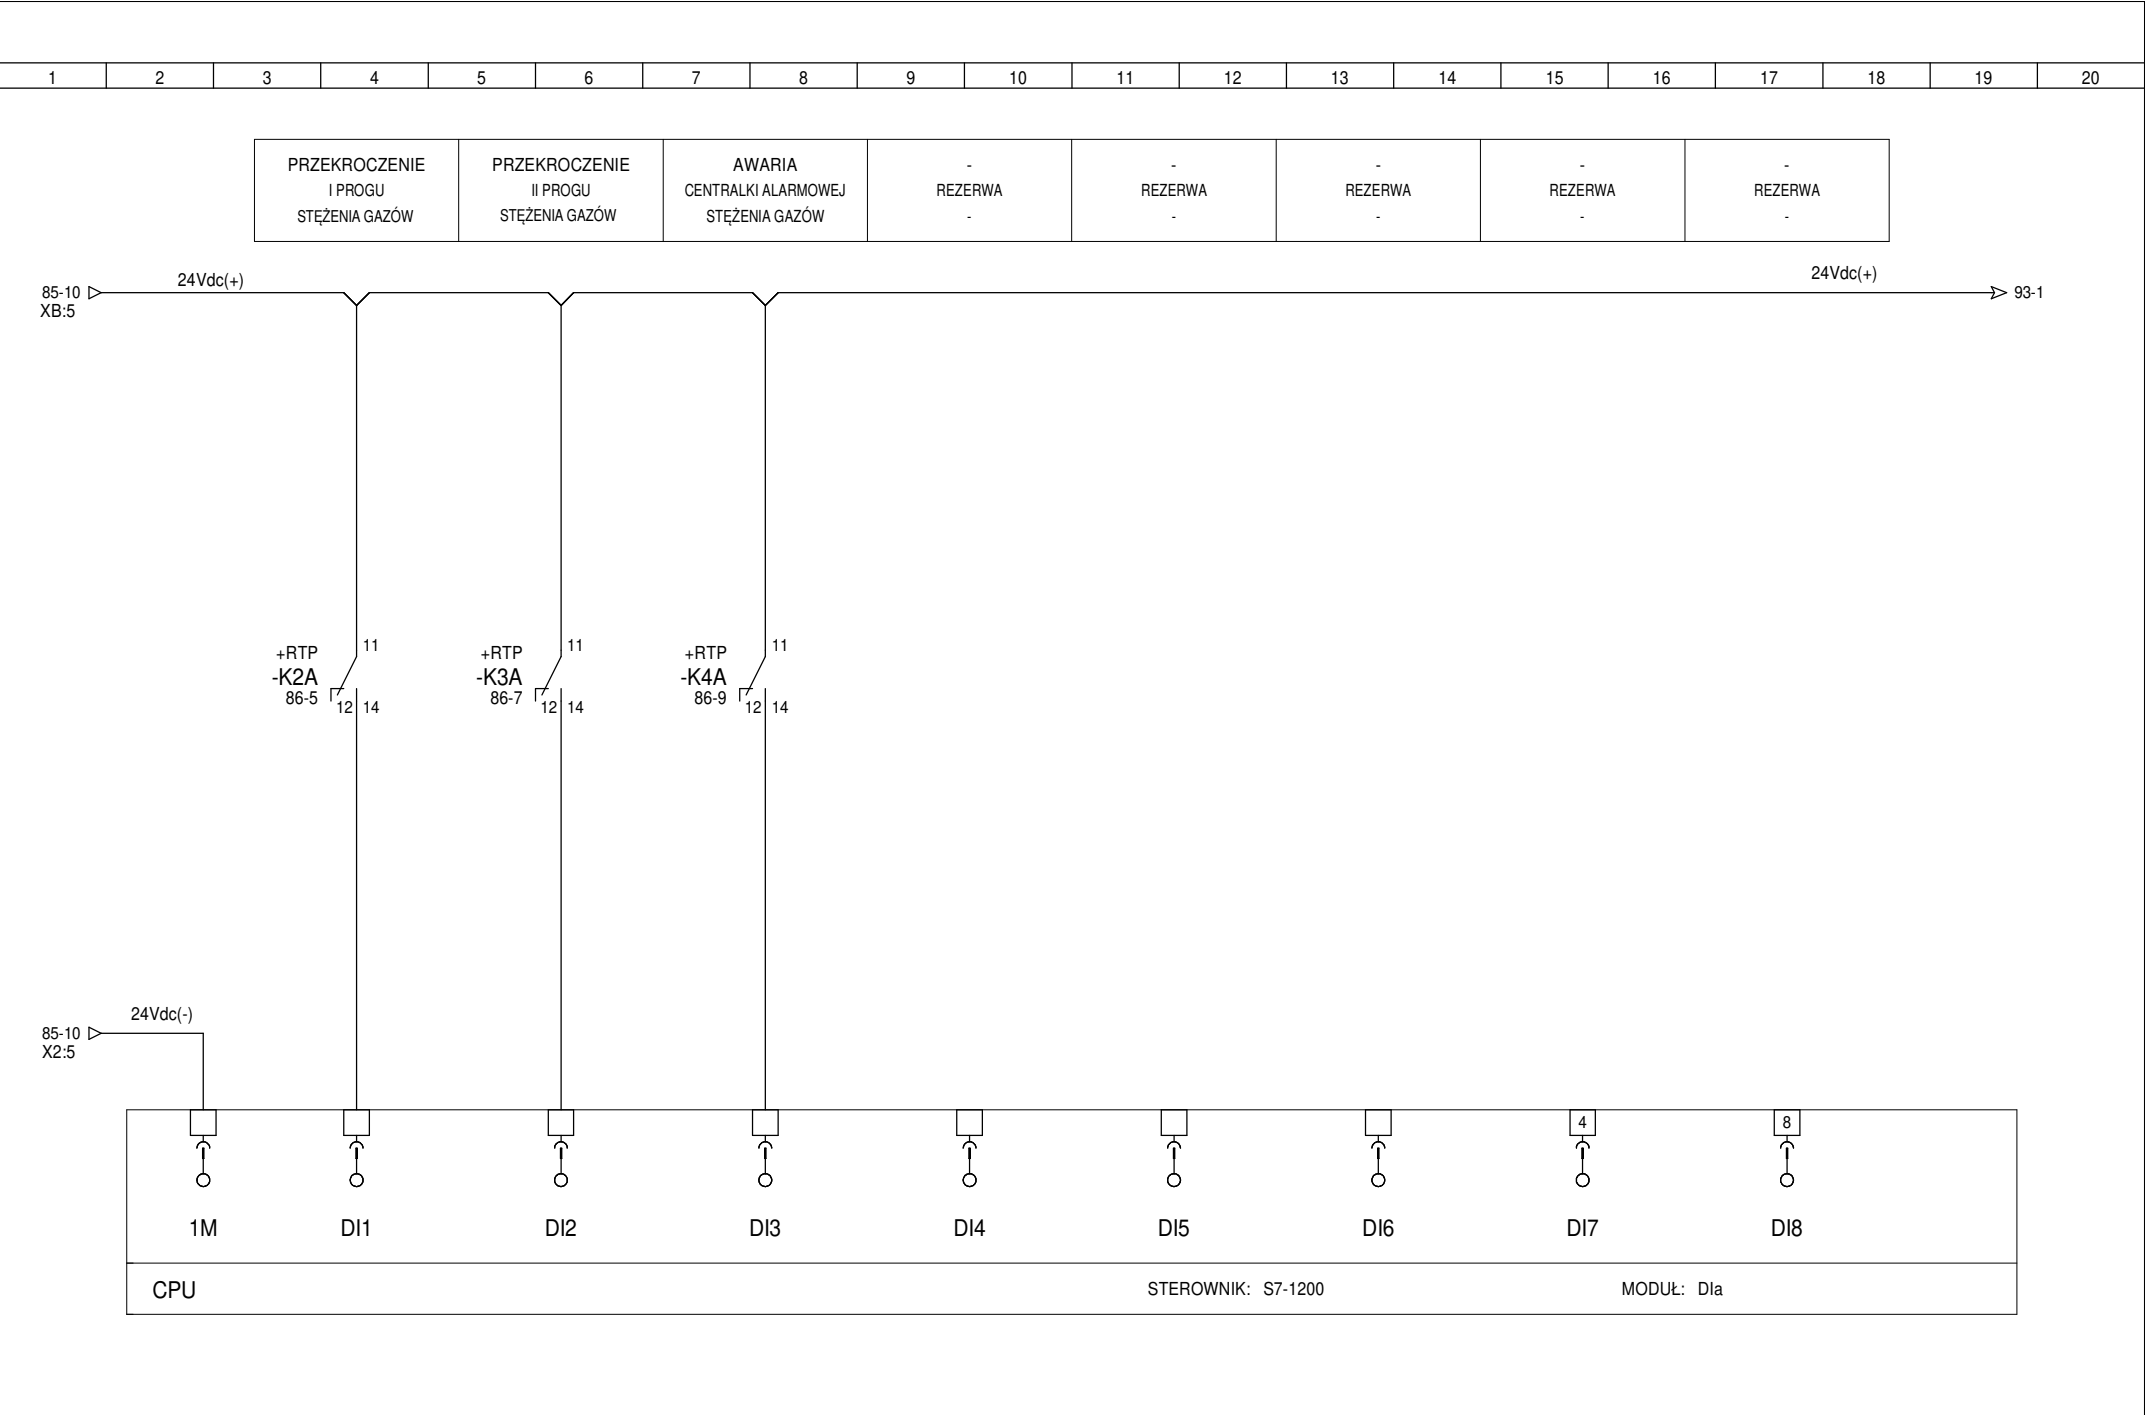 1 2 3 4 5 6 7 8 9 10 11 12 13 14 15 16 17 18 19 20
PRZEKROCZENIE
I PROGU
STĘŻENIA GAZÓW
PRZEKROCZENIE
II PROGU
STĘŻENIA GAZÓW
AWARIA
CENTRALKI ALARMOWEJ
STĘŻENIA GAZÓW
-
REZERWA
-
-
REZERWA
-
-
REZERWA
-
-
REZERWA
-
-
REZERWA
-
24Vdc(+)
24Vdc(+)
85-10
XB:5
93-1
+RTP
-K2A
86-5
11
12 14
+RTP
-K3A
86-7
11
12 14
+RTP
-K4A
86-9
11
12 14
24Vdc(-)
85-10
X2:5
4
8
1M DI1 DI2 DI3 DI4 DI5 DI6 DI7 DI8
CPU STEROWNIK: S7-1200 MODUŁ: DIa